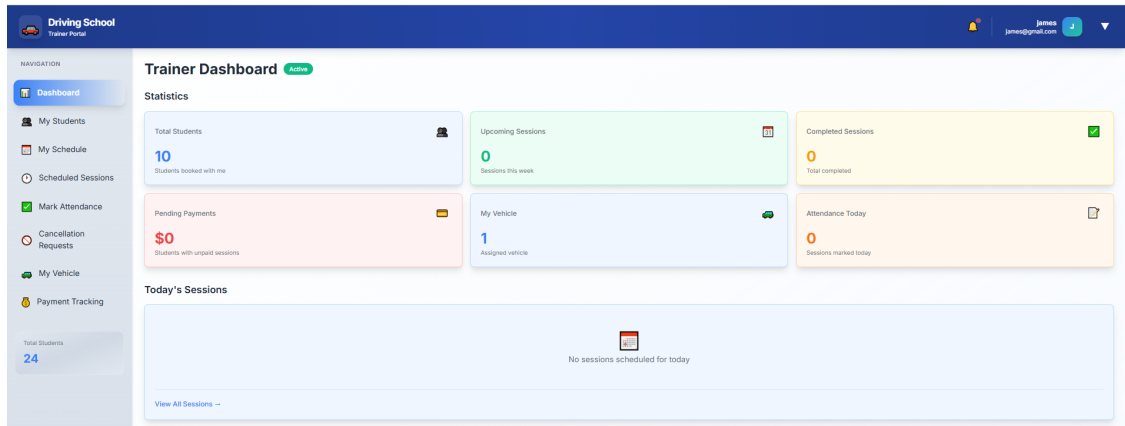 Driving School
Trainer Portal
james
james@gmail.com
J
NAVIGATION
Dashboard
My Students
My Schedule
Scheduled Sessions
Mark Attendance
Cancellation
Requests
My Vehicle
Payment Tracking
Total Students
24
Trainer Dashboard Active
Statistics
Total Students
10
Students booked with me
Upcoming Sessions
0
Sessions this week
Completed Sessions
0
Total completed
Pending Payments
$0
Students with unpaid sessions
My Vehicle
1
Assigned vehicle
Attendance Today
0
Sessions marked today
Today's Sessions
No sessions scheduled for today
View All Sessions →